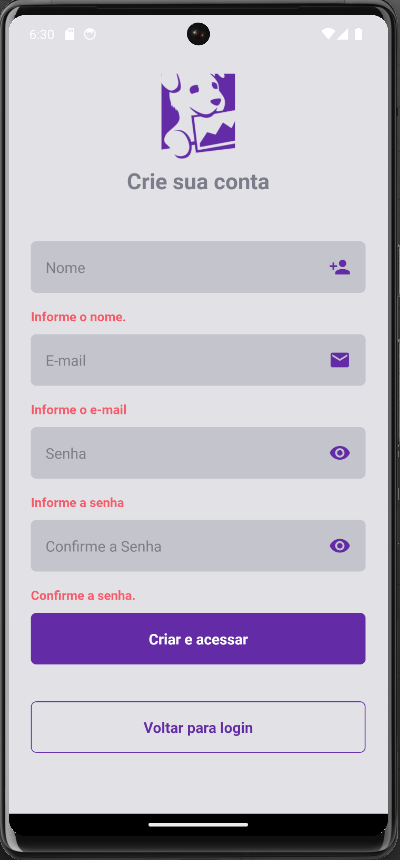 6:30
Crie sua conta
Nome
Informe o nome.
E-mail
Informe o e-mail
Senha
Informe a senha
Confirme a Senha
Confirme a senha.
Criar e acessar
Voltar para login